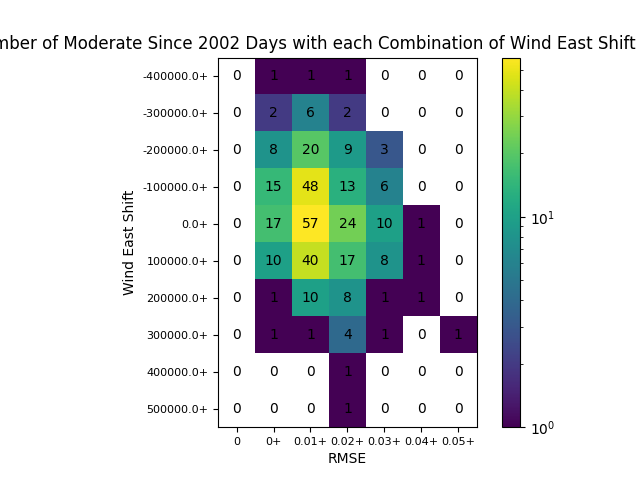 mber of Moderate Since 2002 Days with each Combination of Wind East Shift
-400000.0+ 0 1 1 1 0 0 0
-300000.0+ 0 2 6 2 0 0 0
-200000.0+ 0 8 20 9 3 0 0
-100000.0+ 0 15 48 13 6 0 0
0.0+ 0 17 57 24 10 1 0
100000.0+ 0 10 40 17 8 1 0
200000.0+ 0 1 10 8 1 1 0
300000.0+ 0 1 1 4 1 0 1
400000.0+ 0 0 0 1 0 0 0
500000.0+ 0 0 0 1 0 0 0
0 0+ 0.01+ 0.02+ 0.03+ 0.04+ 0.05+
RMSE
Wind East Shift
10¹
10⁰